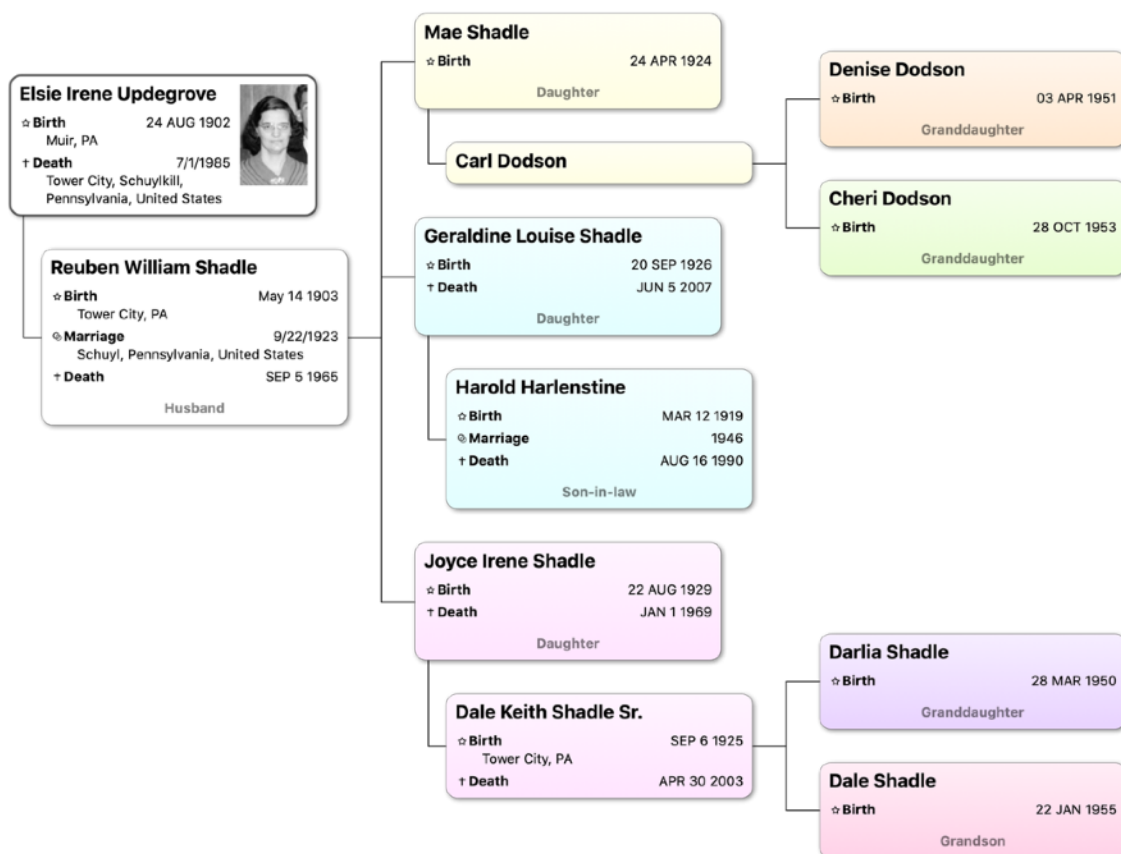 Elsie Irene Updegrove
☆ Birth 24 AUG 1902
Muir, PA
† Death 7/1/1985
Tower City, Schuylkill,
Pennsylvania, United States
Reuben William Shadle
☆ Birth May 14 1903
Tower City, PA
⚭ Marriage 9/22/1923
Schuyl, Pennsylvania, United States
† Death SEP 5 1965
Husband
Mae Shadle
☆ Birth 24 APR 1924
Daughter
Carl Dodson
Denise Dodson
☆ Birth 03 APR 1951
Granddaughter
Cheri Dodson
☆ Birth 28 OCT 1953
Granddaughter
Geraldine Louise Shadle
☆ Birth 20 SEP 1926
† Death JUN 5 2007
Daughter
Harold Harlenstine
☆ Birth MAR 12 1919
⚭ Marriage 1946
† Death AUG 16 1990
Son-in-law
Joyce Irene Shadle
☆ Birth 22 AUG 1929
† Death JAN 1 1969
Daughter
Dale Keith Shadle Sr.
☆ Birth SEP 6 1925
Tower City, PA
† Death APR 30 2003
Darlia Shadle
☆ Birth 28 MAR 1950
Granddaughter
Dale Shadle
☆ Birth 22 JAN 1955
Grandson